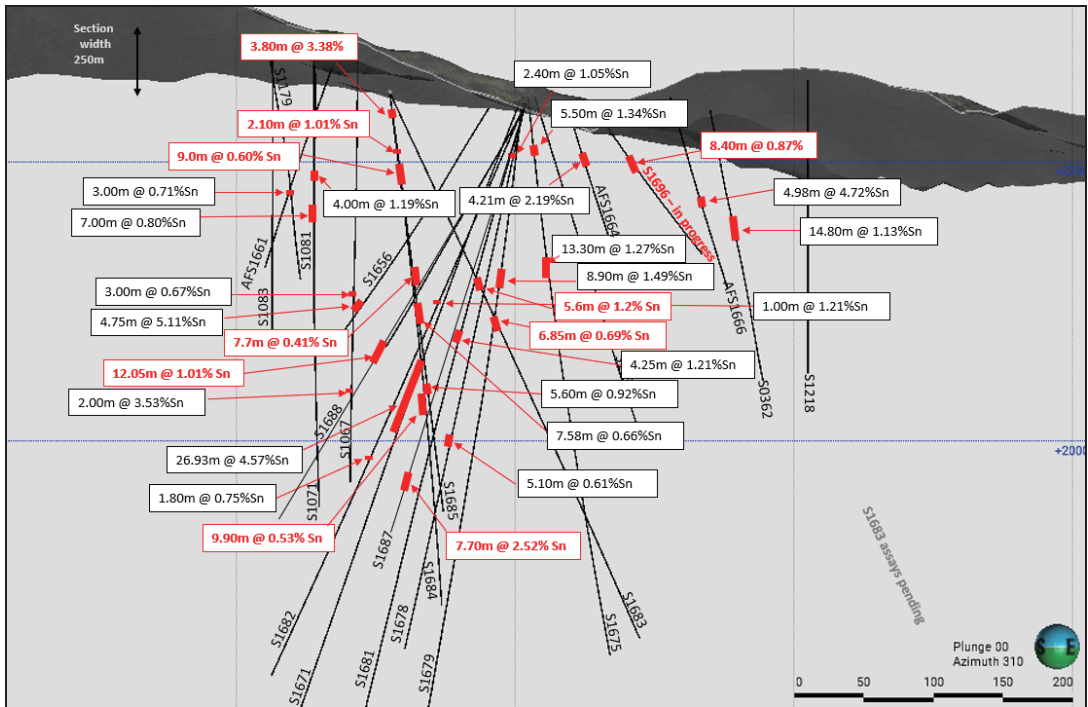 Section
width
250m
3.80m @ 3.38%
2.40m @ 1.05%Sn
S1179
5.50m @ 1.34%Sn
2.10m @ 1.01% Sn
8.40m @ 0.87%
9.0m @ 0.60% Sn
3.00m @ 0.71%Sn
4.00m @ 1.19%Sn
4.21m @ 2.19%Sn
4.98m @ 4.72%Sn
7.00m @ 0.80%Sn
AFS1664
S1696 – in progress
14.80m @ 1.13%Sn
AFS1661
S1081
S1656
13.30m @ 1.27%Sn
8.90m @ 1.49%Sn
S1083
3.00m @ 0.67%Sn
5.6m @ 1.2% Sn
AFS1666
1.00m @ 1.21%Sn
4.75m @ 5.11%Sn
7.7m @ 0.41% Sn
6.85m @ 0.69% Sn
12.05m @ 1.01% Sn
4.25m @ 1.21%Sn
2.00m @ 3.53%Sn
5.60m @ 0.92%Sn
S0362
S1218
S1688
S1067
7.58m @ 0.66%Sn
+2000
26.93m @ 4.57%Sn
1.80m @ 0.75%Sn
S1071
5.10m @ 0.61%Sn
S1685
9.90m @ 0.53% Sn
S1687
7.70m @ 2.52% Sn
S1683 assays pending
S1684
S1682
S1678
S1683
S1675
S1671
S1681
S1679
Plunge 00
Azimuth 310
S E
0 50 100 150 200